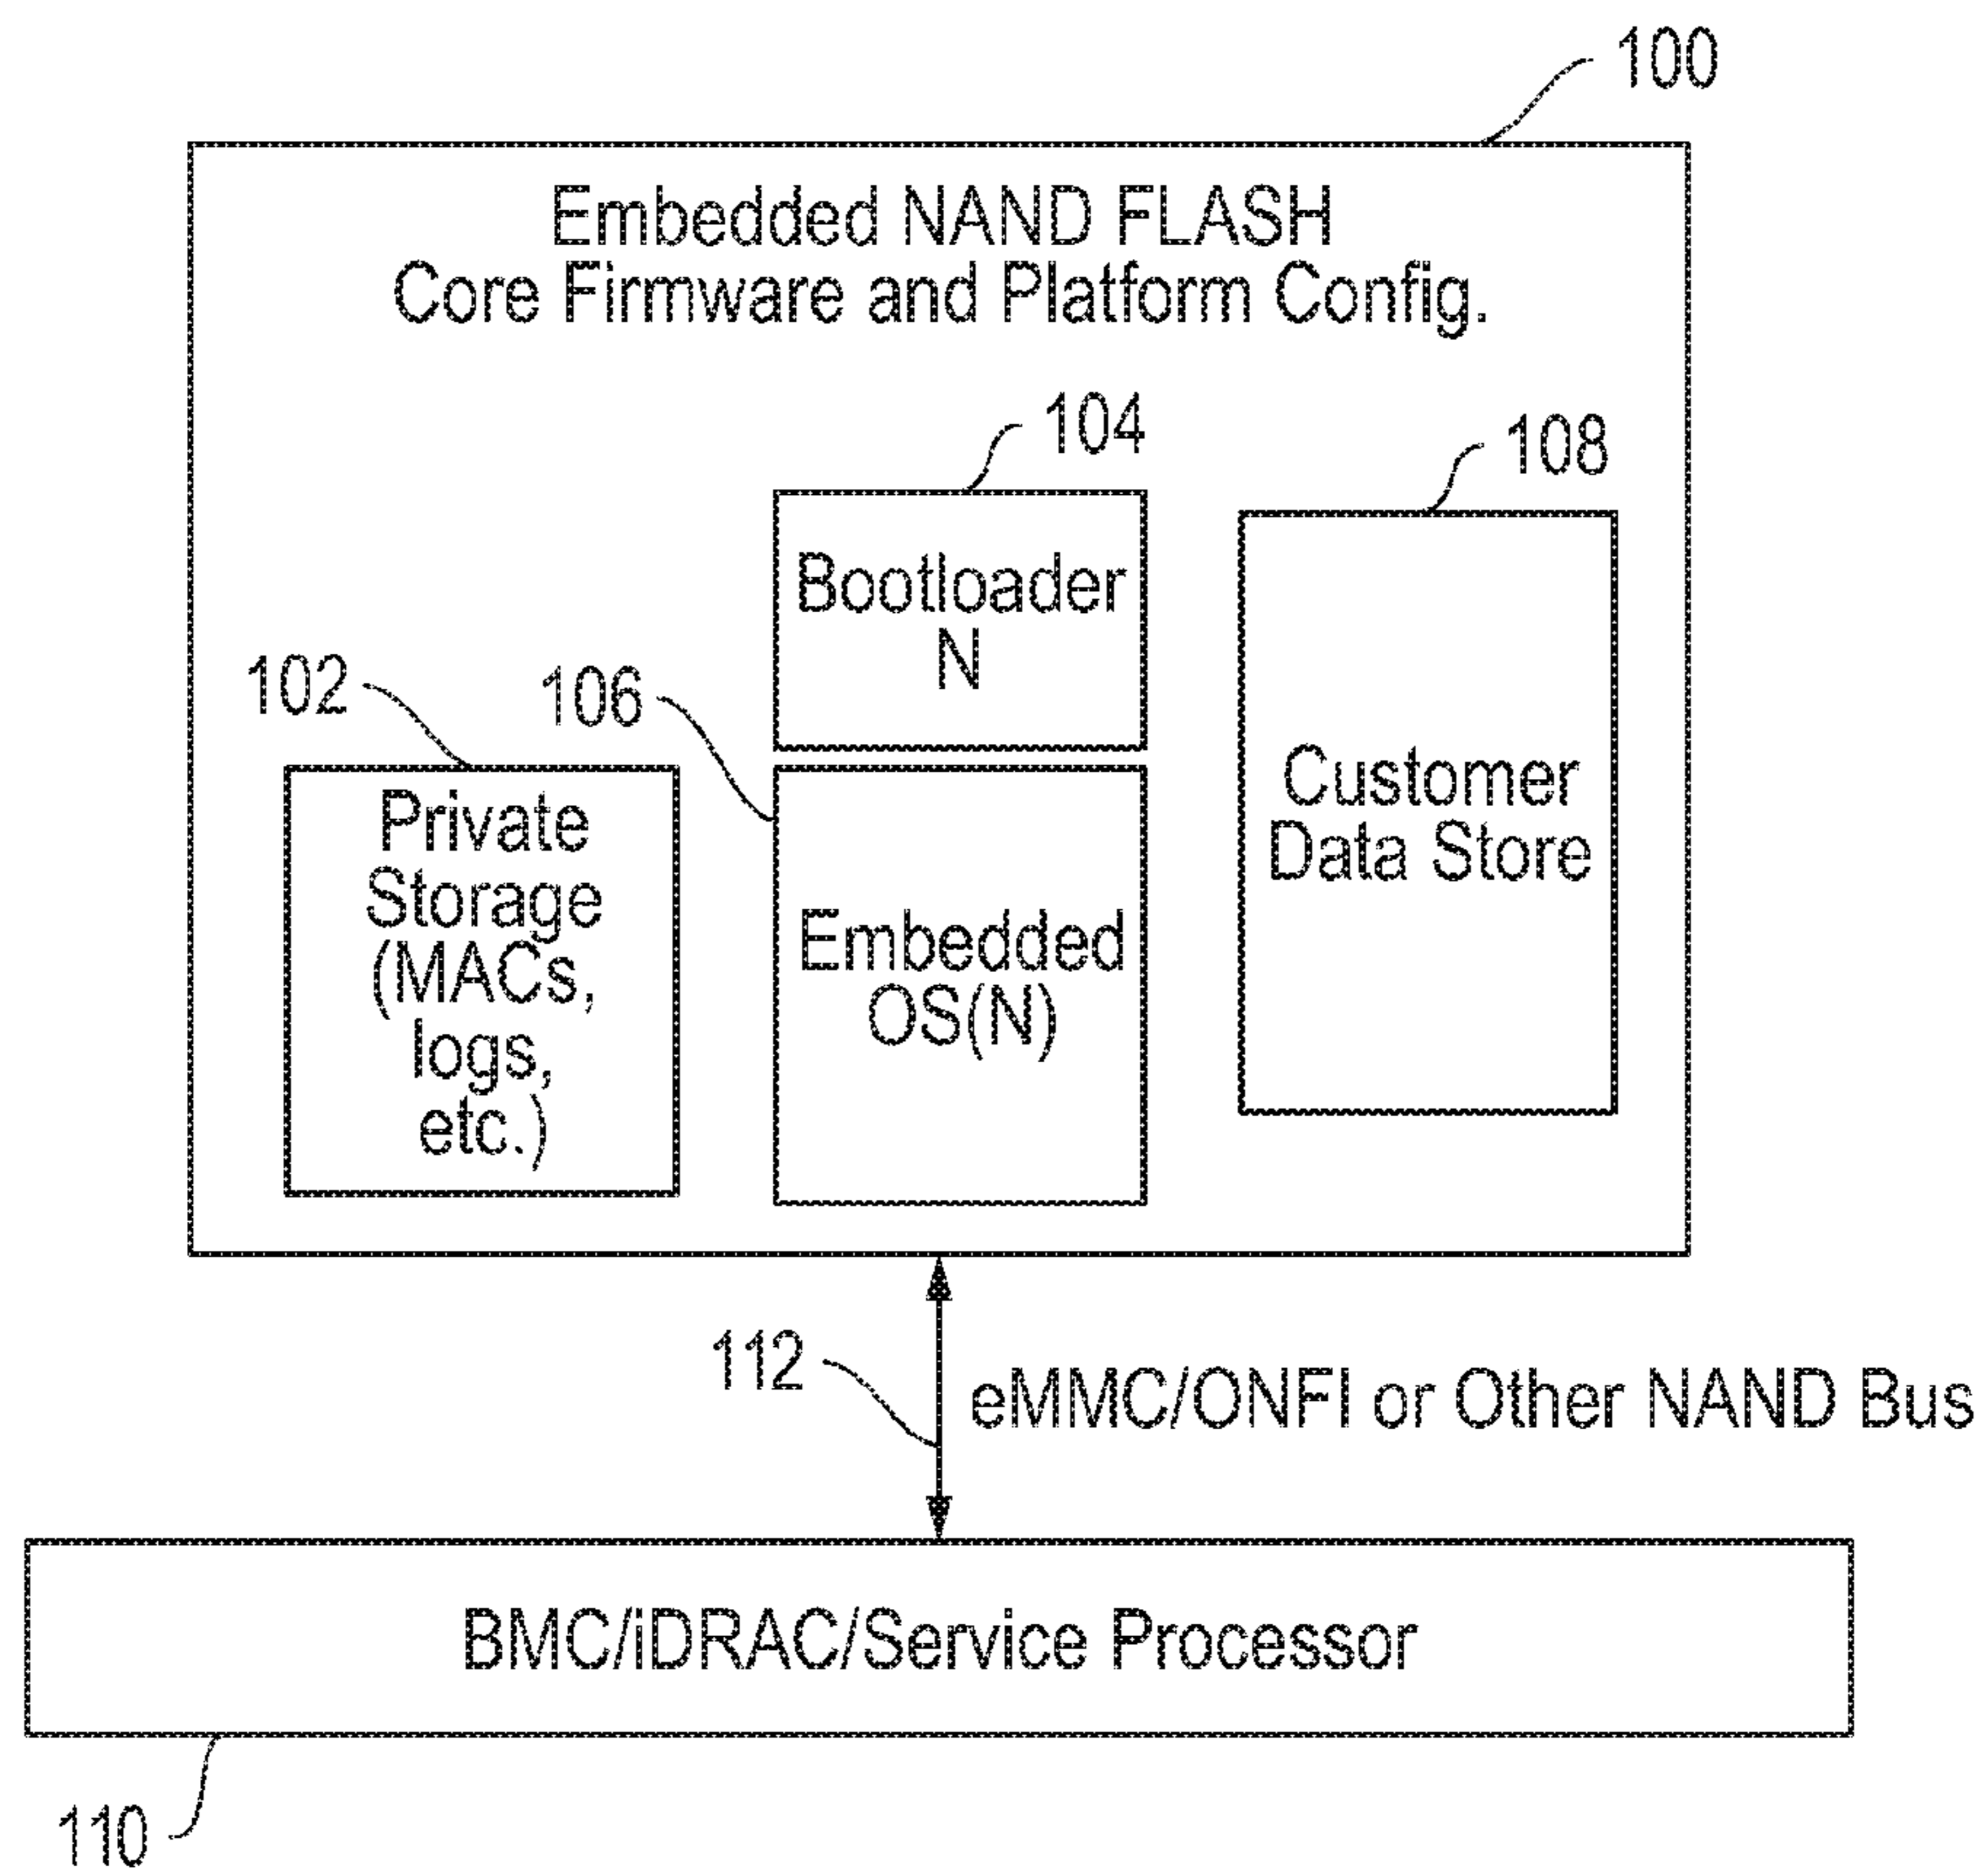 100
Embedded NAND FLASH
Core Firmware and Platform Config.
104
108
Bootloader
N
102
106
Customer
Data Store
Private
Storage
(MACs,
logs,
etc.)
Embedded
OS(N)
112
eMMC/ONFI or Other NAND Bus
BMC/iDRAC/Service Processor
110